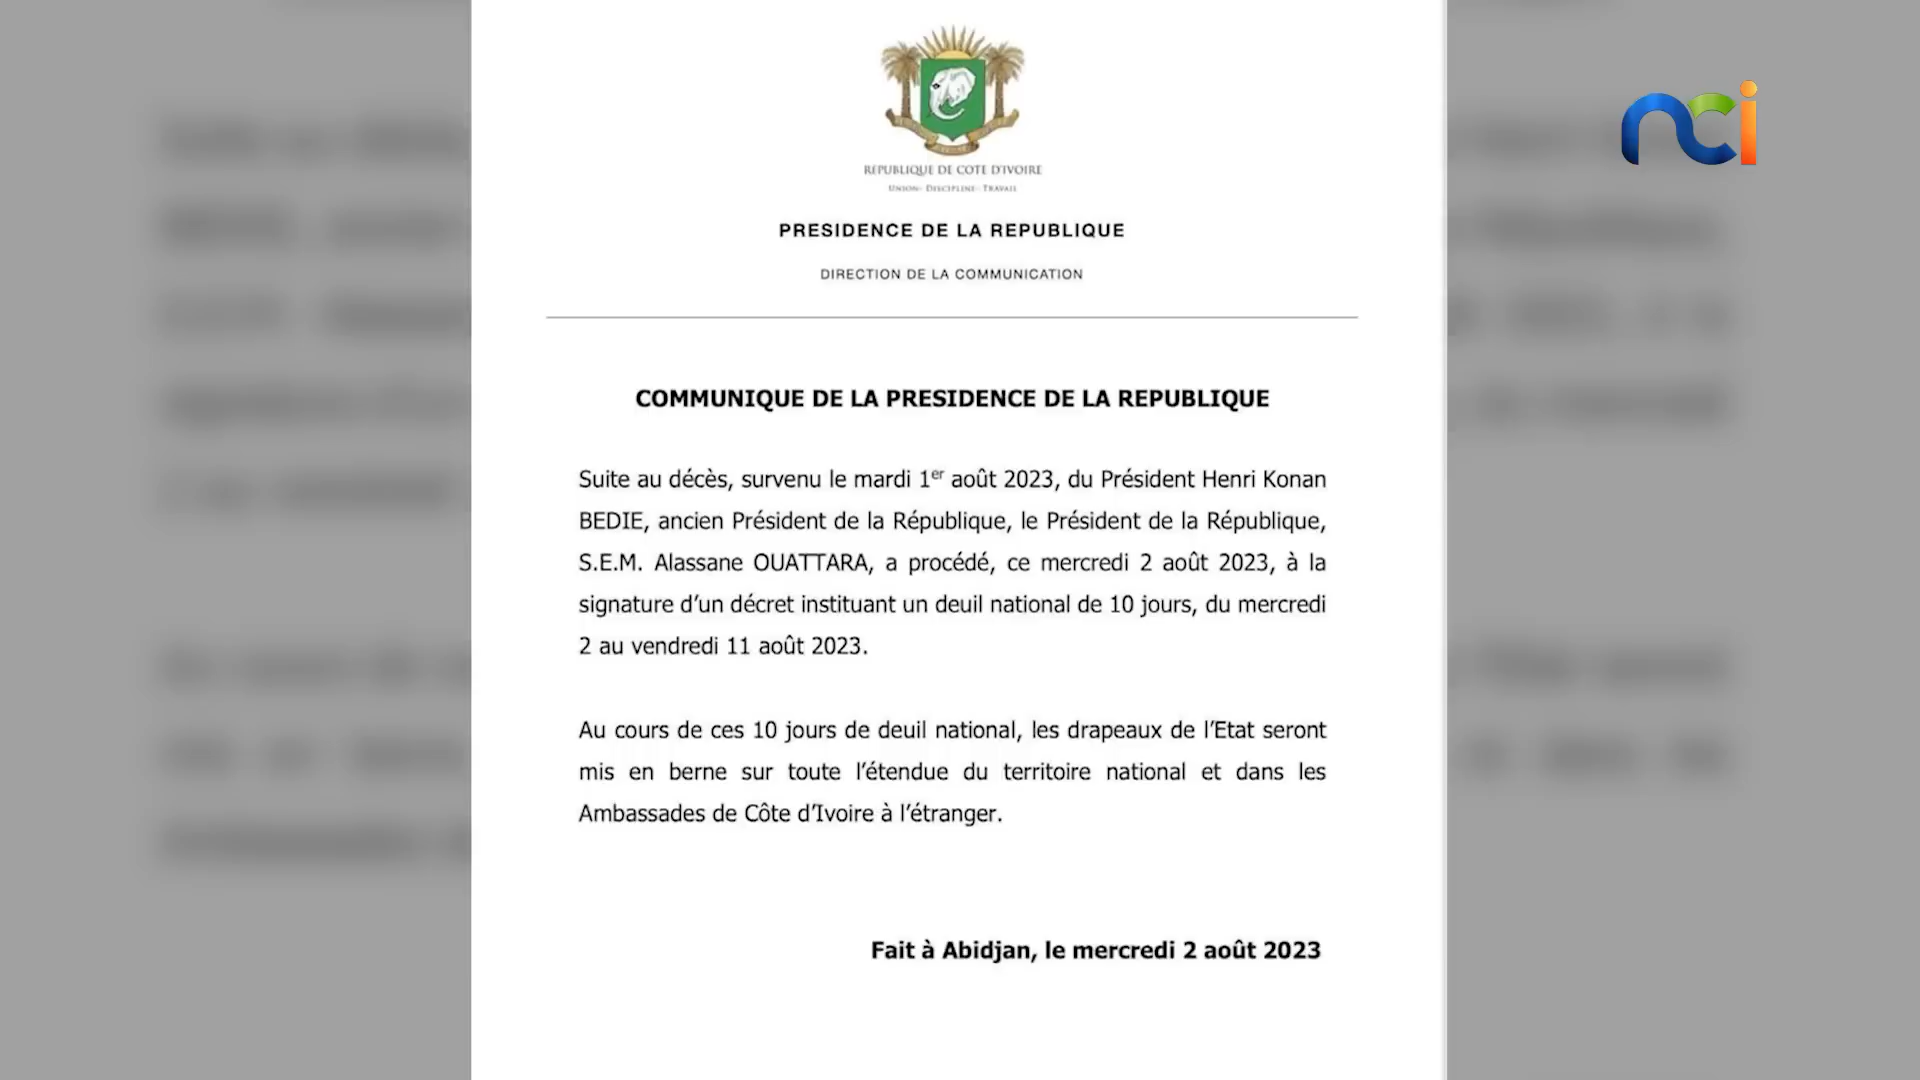 nci
REPUBLIQUE DE COTE D'IVOIRE
UNION - DISCIPLINE - TRAVAIL
PRESIDENCE DE LA REPUBLIQUE
DIRECTION DE LA COMMUNICATION
COMMUNIQUE DE LA PRESIDENCE DE LA REPUBLIQUE
Suite au décès, survenu le mardi 1er août 2023, du Président Henri Konan
BEDIE, ancien Président de la République, le Président de la République,
S.E.M. Alassane OUATTARA, a procédé, ce mercredi 2 août 2023, à la
signature d’un décret instituant un deuil national de 10 jours, du mercredi
2 au vendredi 11 août 2023.
Au cours de ces 10 jours de deuil national, les drapeaux de l’Etat seront
mis en berne sur toute l’étendue du territoire national et dans les
Ambassades de Côte d’Ivoire à l’étranger.
Fait à Abidjan, le mercredi 2 août 2023